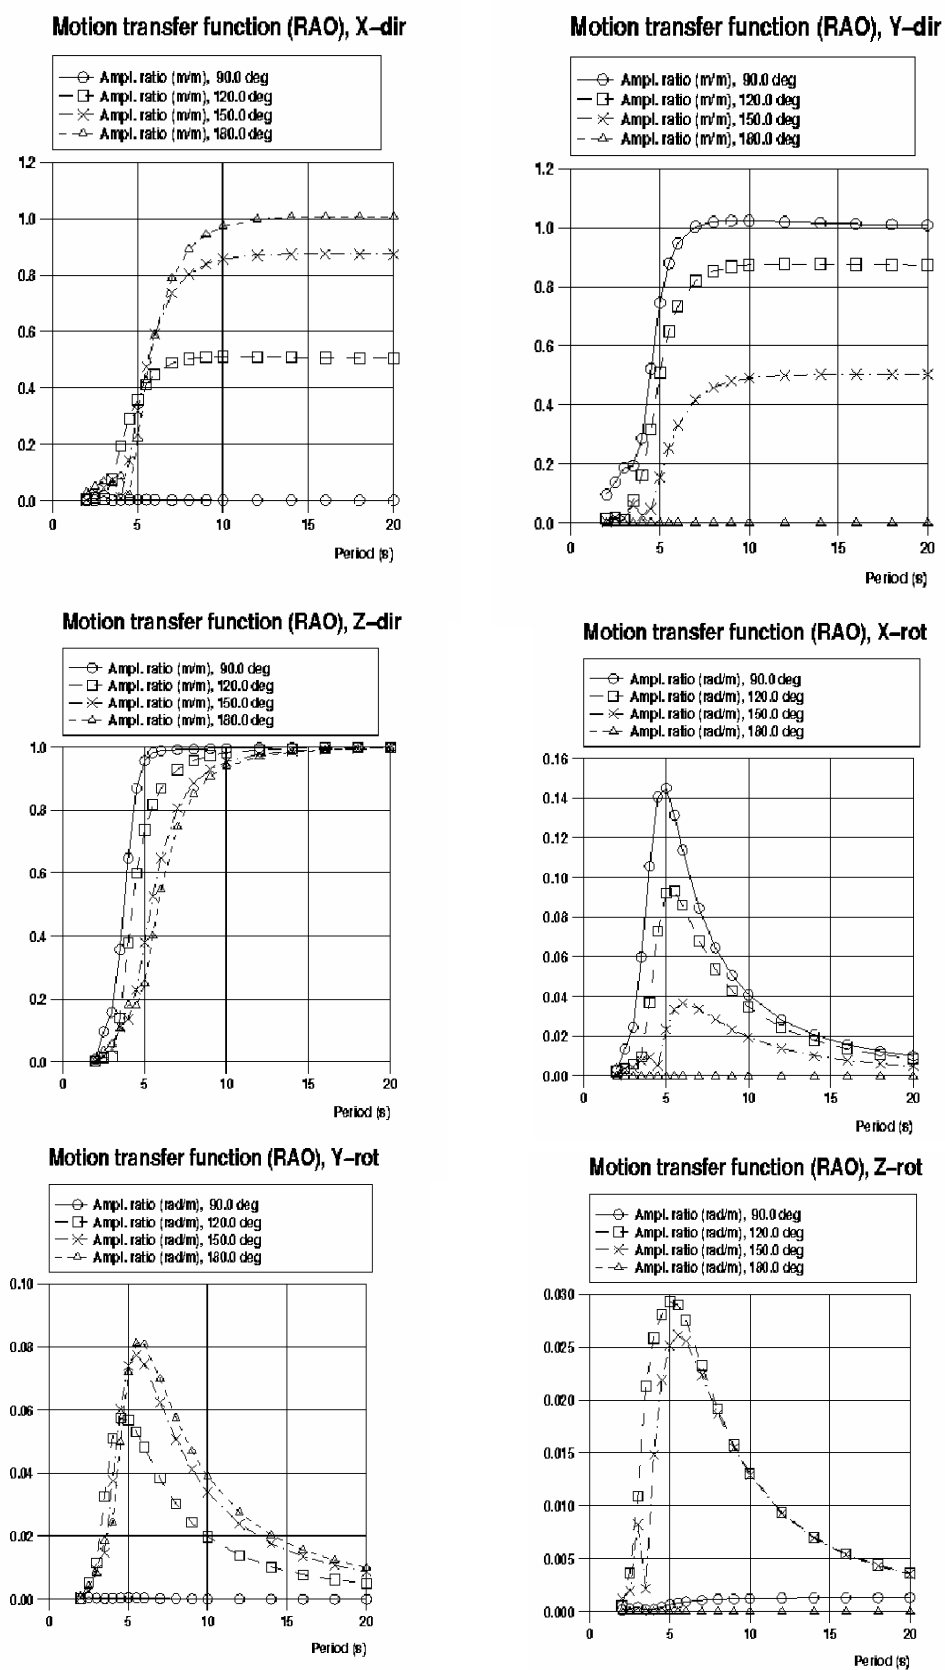 Motion transfer function (RAO), X-dir
Ampl. ratio (m/m), 90.0 deg
Ampl. ratio (m/m), 120.0 deg
Ampl. ratio (m/m), 150.0 deg
Ampl. ratio (m/m), 180.0 deg
1.2
1.0
0.8
0.6
0.4
0.2
0.0
0 5 10 15 20
Period (s)
Motion transfer function (RAO), Y-dir
Ampl. ratio (m/m), 90.0 deg
Ampl. ratio (m/m), 120.0 deg
Ampl. ratio (m/m), 150.0 deg
Ampl. ratio (m/m), 180.0 deg
1.2
1.0
0.8
0.6
0.4
0.2
0.0
0 5 10 15 20
Period (s)
Motion transfer function (RAO), Z-dir
Ampl. ratio (m/m), 90.0 deg
Ampl. ratio (m/m), 120.0 deg
Ampl. ratio (m/m), 150.0 deg
Ampl. ratio (m/m), 180.0 deg
1.0
0.8
0.6
0.4
0.2
0.0
0 5 10 15 20
Period (s)
Motion transfer function (RAO), X-rot
Ampl. ratio (rad/m), 90.0 deg
Ampl. ratio (rad/m), 120.0 deg
Ampl. ratio (rad/m), 150.0 deg
Ampl. ratio (rad/m), 180.0 deg
0.16
0.14
0.12
0.10
0.08
0.06
0.04
0.02
0.00
0 5 10 15 20
Period (s)
Motion transfer function (RAO), Y-rot
Ampl. ratio (rad/m), 90.0 deg
Ampl. ratio (rad/m), 120.0 deg
Ampl. ratio (rad/m), 150.0 deg
Ampl. ratio (rad/m), 180.0 deg
0.10
0.08
0.06
0.04
0.02
0.00
0 5 10 15 20
Period (s)
Motion transfer function (RAO), Z-rot
Ampl. ratio (rad/m), 90.0 deg
Ampl. ratio (rad/m), 120.0 deg
Ampl. ratio (rad/m), 150.0 deg
Ampl. ratio (rad/m), 180.0 deg
0.030
0.025
0.020
0.015
0.010
0.005
0.000
0 5 10 15 20
Period (s)